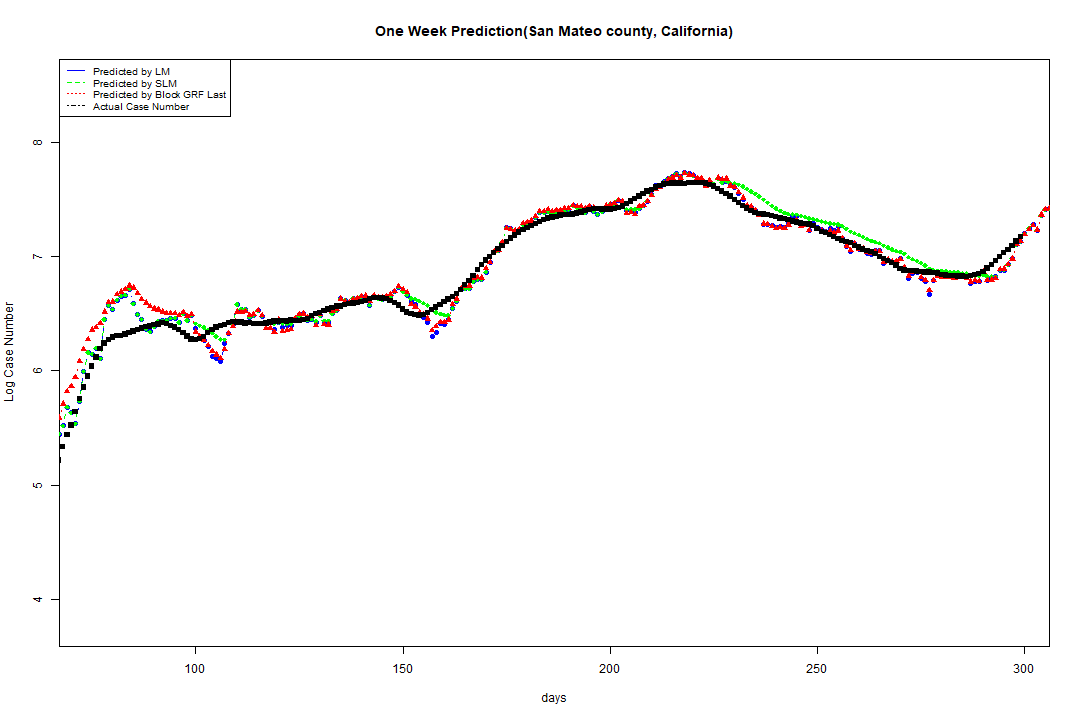 One Week Prediction(San Mateo county, California)
Predicted by LM
Predicted by SLM
Predicted by Block GRF Last
Actual Case Number
8
7
6
5
4
Log Case Number
100 150 200 250 300
days